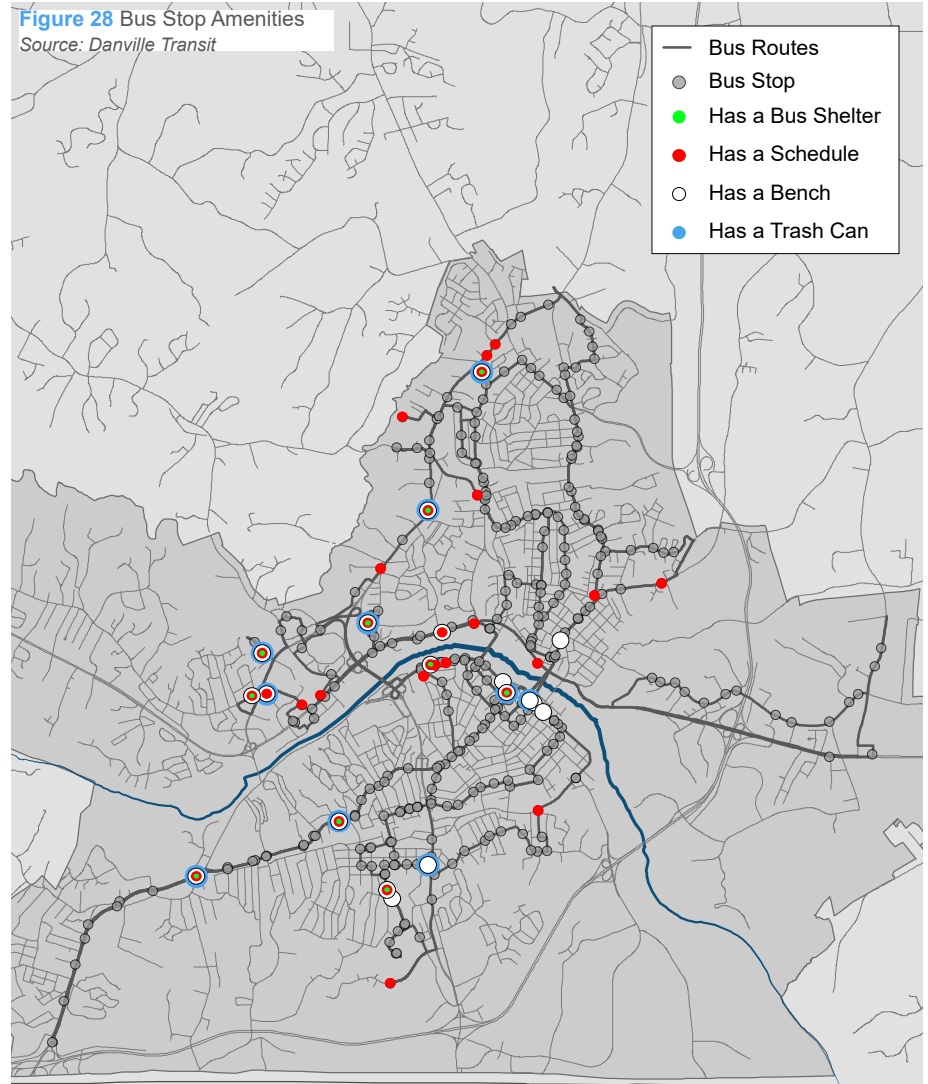 Figure 28 Bus Stop Amenities
Source: Danville Transit
Bus Routes
Bus Stop
Has a Bus Shelter
Has a Schedule
Has a Bench
Has a Trash Can